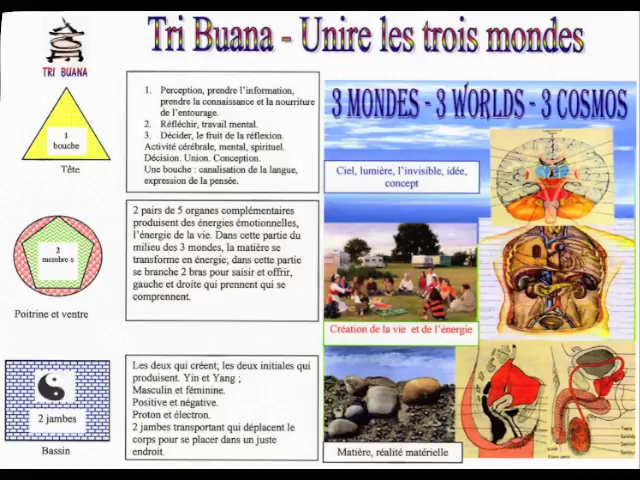 Tri Buana - Unire les trois mondes
TRI BUANA
1
bouche
Tête
1. Perception, prendre l'information,
prendre la connaissance et la nourriture
de l'entourage.
2. Réfléchir, travail mental.
3. Décider, le fruit de la réflexion.
Activité cérébrale, mental, spirituel.
Décision. Union. Conception.
Une bouche : canalisation de la langue,
expression de la pensée.
3 MONDES - 3 WORLDS - 3 COSMOS
Ciel, lumière, l'invisible, idée,
concept
2
membre s
Poitrine et ventre
2 pairs de 5 organes complémentaires
produisent des énergies émotionnelles,
l'énergie de la vie. Dans cette partie du
milieu des 3 mondes, la matière se
transforme en énergie; dans cette partie
se branche 2 bras pour saisir et offrir,
gauche et droite qui prennent qui se
comprennent.
Création de la vie et de l'énergie
2 jambes
Bassin
Les deux qui créent; les deux initiales qui
produisent. Yin et Yang ;
Masculin et féminine.
Positive et négative.
Proton et électron.
2 jambes transportant qui déplacent le
corps pour se placer dans un juste
endroit.
Matière, réalité matérielle